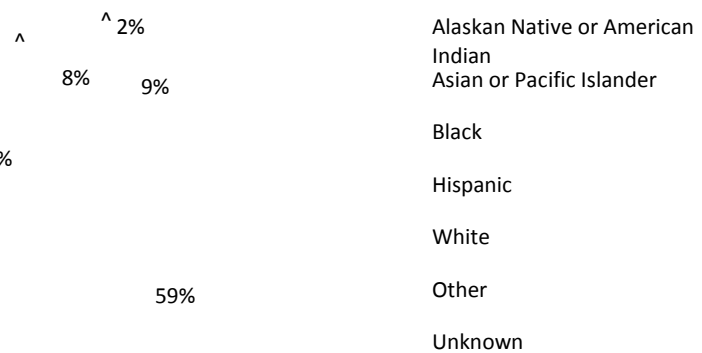 ^ 2%
^
8%
9%
%
59%
Alaskan Native or American
Indian
Asian or Pacific Islander
Black
Hispanic
White
Other
Unknown